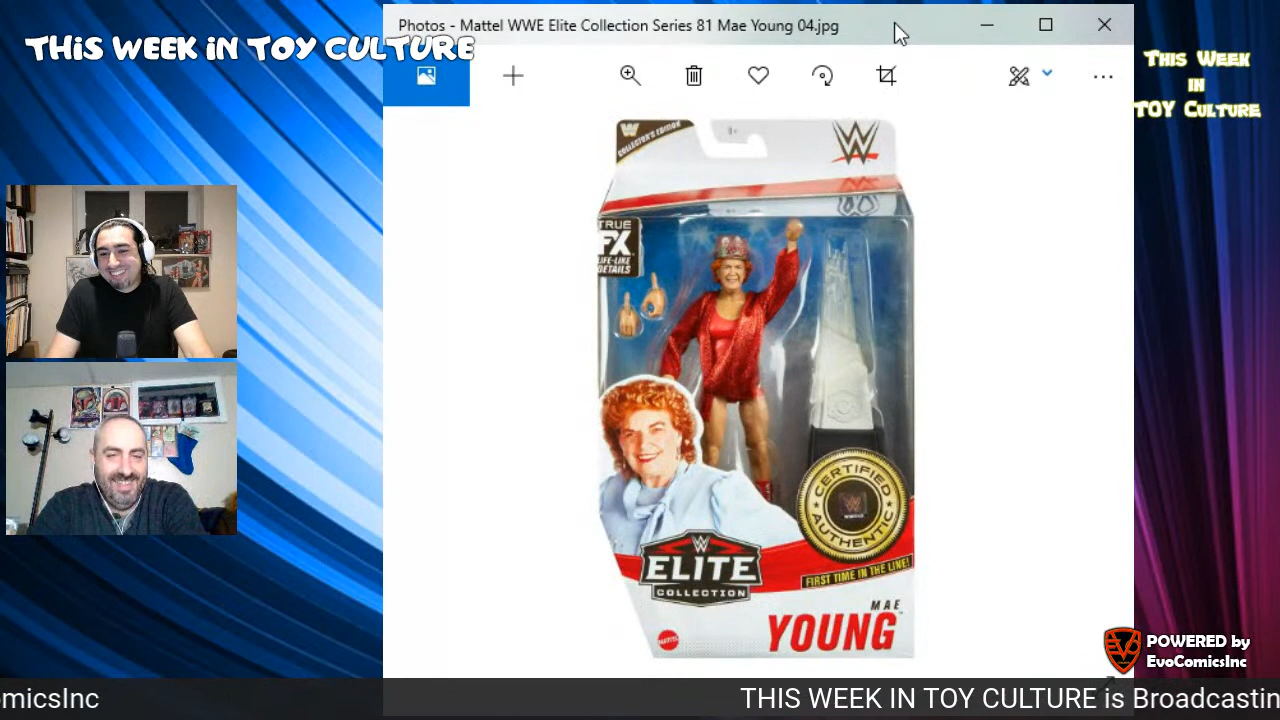 Photos - Mattel WWE Elite Collection Series 81 Mae Young 04.jpg
THiS WEEK iN TOY CULTURE
THiS WEEK
iN
TOY CULTURE
COLLECTOR'S EDITION
W
TRUE
FX
LIFE-LIKE
DETAILS
CERTIFIED
AUTHENTIC
W
ELITE
COLLECTION
FIRST TIME IN THE LINE!
MAE
YOUNG
MATTEL
POWERED by
EvoComicsInc
omicsInc
THIS WEEK IN TOY CULTURE is Broadcastin